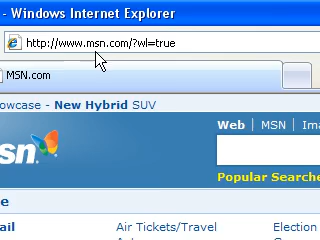 - Windows Internet Explorer
http://www.msn.com/?wl=true
MSN.com
owcase - New Hybrid SUV
Web | MSN | Ima
sn
Popular Searche
e
ail
Air Tickets/Travel
Election